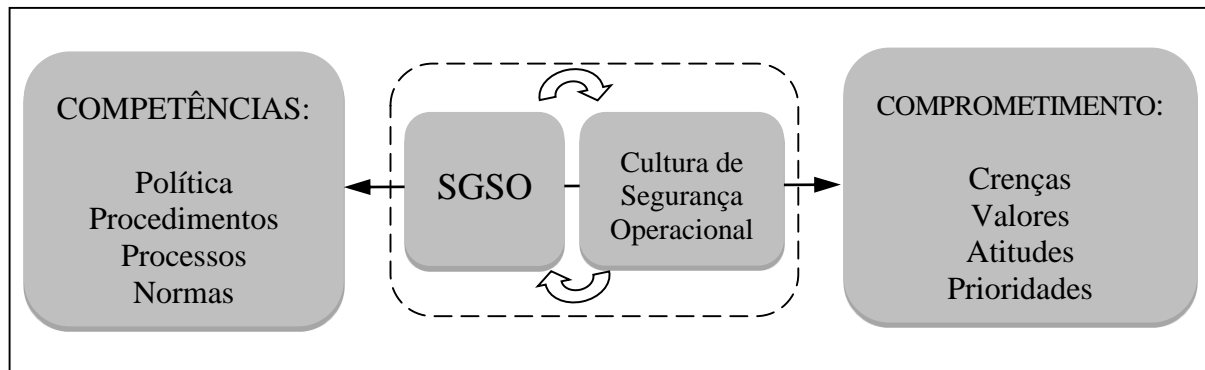 COMPETÊNCIAS:
Política
Procedimentos
Processos
Normas
SGSO
Cultura de
Segurança
Operacional
COMPROMETIMENTO:
Crenças
Valores
Atitudes
Prioridades